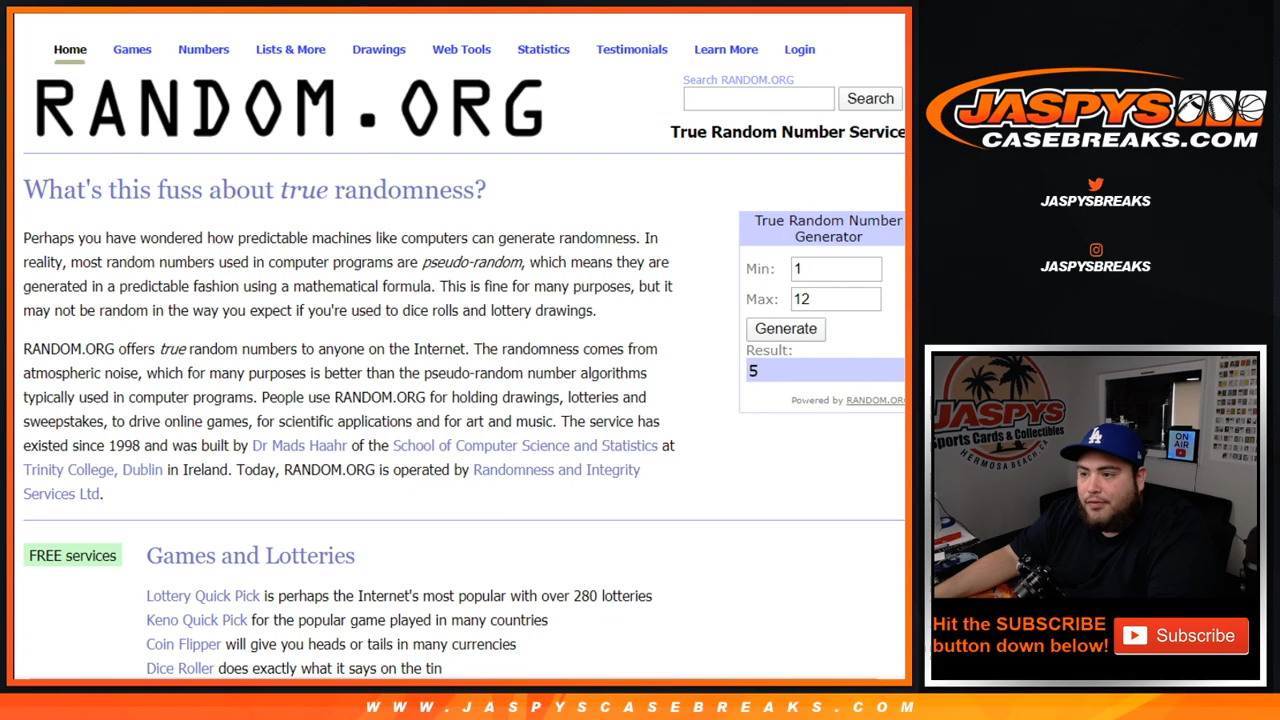 Home Games Numbers Lists & More Drawings Web Tools Statistics Testimonials Learn More Login
RANDOM.ORG
Search RANDOM.ORG
Search
True Random Number Service
What's this fuss about true randomness?
Perhaps you have wondered how predictable machines like computers can generate randomness. In
reality, most random numbers used in computer programs are pseudo-random, which means they are
generated in a predictable fashion using a mathematical formula. This is fine for many purposes, but it
may not be random in the way you expect if you're used to dice rolls and lottery drawings.
RANDOM.ORG offers true random numbers to anyone on the Internet. The randomness comes from
atmospheric noise, which for many purposes is better than the pseudo-random number algorithms
typically used in computer programs. People use RANDOM.ORG for holding drawings, lotteries and
sweepstakes, to drive online games, for scientific applications and for art and music. The service has
existed since 1998 and was built by Dr Mads Haahr of the School of Computer Science and Statistics at
Trinity College, Dublin in Ireland. Today, RANDOM.ORG is operated by Randomness and Integrity
Services Ltd.
True Random Number
Generator
Min: 1
Max: 12
Generate
Result:
5
Powered by RANDOM.ORG
FREE services
Games and Lotteries
Lottery Quick Pick is perhaps the Internet's most popular with over 280 lotteries
Keno Quick Pick for the popular game played in many countries
Coin Flipper will give you heads or tails in many currencies
Dice Roller does exactly what it says on the tin
JASPYS
CASEBREAKS.COM
JASPYSBREAKS
JASPYSBREAKS
JASPYS
Sports Cards & Collectibles
HERMOSA BEACH, CA
ON
AIR
LA
Hit the SUBSCRIBE
button down below!
Subscribe
WWW.JASPYSCASEBREAKS.COM